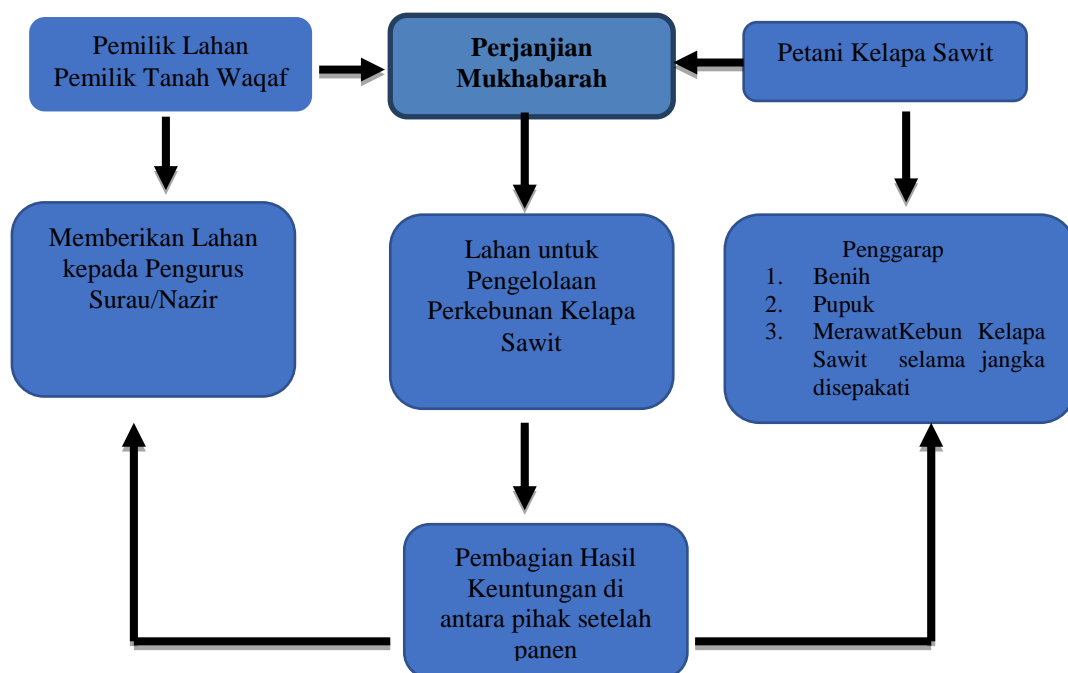 Pemilik Lahan
Pemilik Tanah Waqaf
Perjanjian
Mukhabarah
Petani Kelapa Sawit
Memberikan Lahan
kepada Pengurus
Surau/Nazir
Lahan untuk
Pengelolaan
Perkebunan Kelapa
Sawit
Penggarap
1. Benih
2. Pupuk
3. MerawatKebun Kelapa
Sawit selama jangka
disepakati
Pembagian Hasil
Keuntungan di
antara pihak setelah
panen